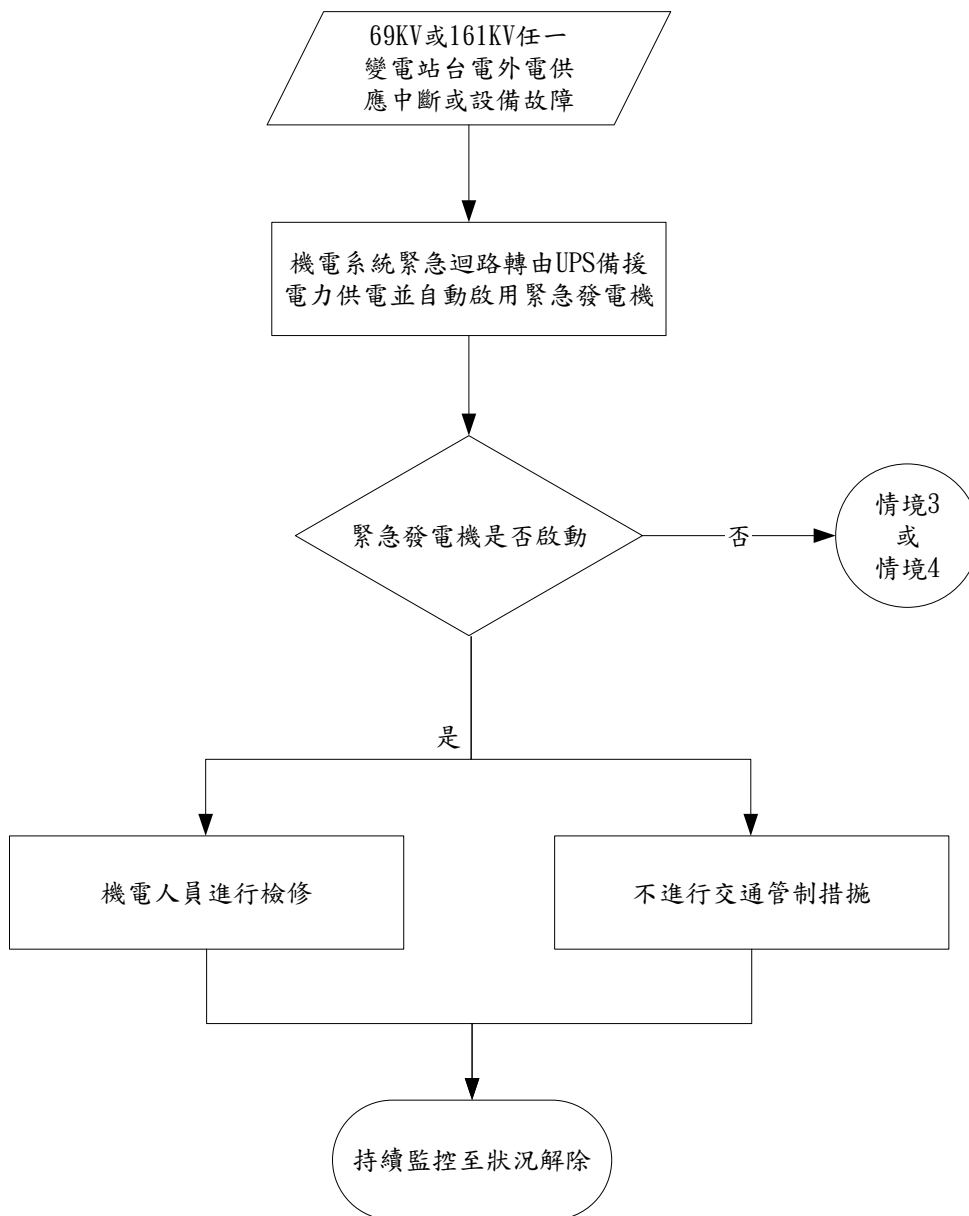 69KV或161KV任一
變電站台電外電供
應中斷或設備故障
機電系統緊急迴路轉由UPS備援
電力供電並自動啟用緊急發電機
緊急發電機是否啟動
否
情境3
或
情境4
是
機電人員進行檢修
不進行交通管制措施
持續監控至狀況解除